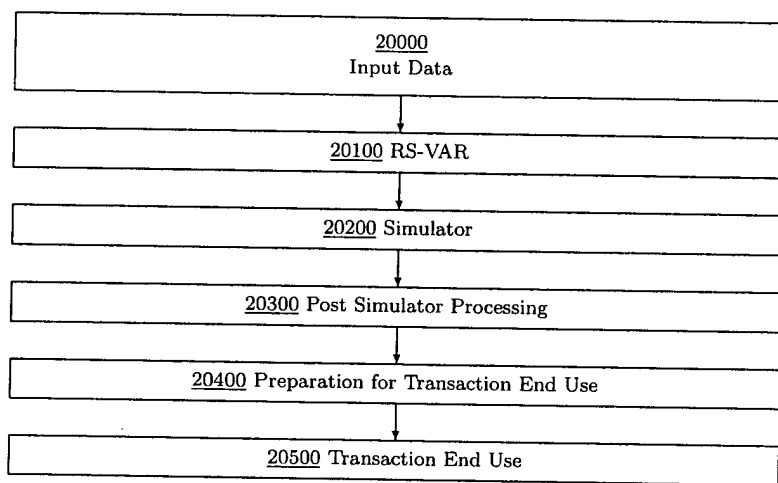 20000
Input Data
20100 RS-VAR
20200 Simulator
20300 Post Simulator Processing
20400 Preparation for Transaction End Use
20500 Transaction End Use